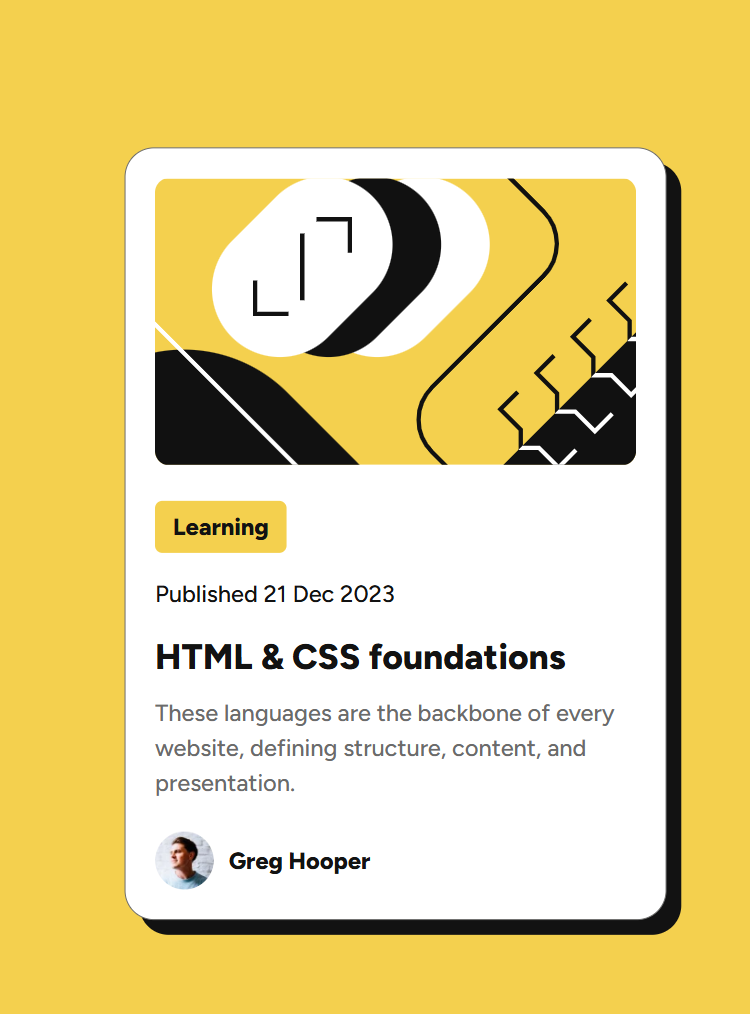 Learning
Published 21 Dec 2023
HTML & CSS foundations
These languages are the backbone of every
website, defining structure, content, and
presentation.
Greg Hooper